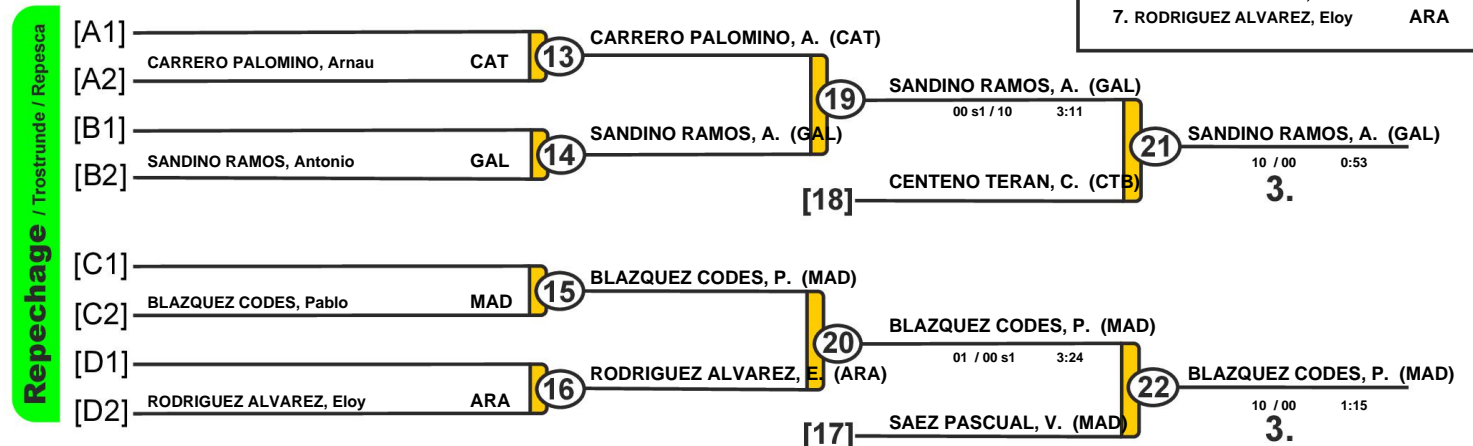 7. RODRIGUEZ ALVAREZ, Eloy ARA
Repechage / Trostrunde / Repesca
[A1]
CARRERO PALOMINO, Arnau CAT
[A2]
13
CARRERO PALOMINO, A. (CAT)
[B1]
SANDINO RAMOS, Antonio GAL
[B2]
14
SANDINO RAMOS, A. (GAL)
19
SANDINO RAMOS, A. (GAL)
00 s1 / 10 3:11
[18]
CENTENO TERAN, C. (CTB)
21
SANDINO RAMOS, A. (GAL)
10 / 00 0:53
3.
[C1]
BLAZQUEZ CODES, Pablo MAD
[C2]
15
BLAZQUEZ CODES, P. (MAD)
[D1]
RODRIGUEZ ALVAREZ, Eloy ARA
[D2]
16
RODRIGUEZ ALVAREZ, E. (ARA)
20
BLAZQUEZ CODES, P. (MAD)
01 / 00 s1 3:24
[17]
SAEZ PASCUAL, V. (MAD)
22
BLAZQUEZ CODES, P. (MAD)
10 / 00 1:15
3.